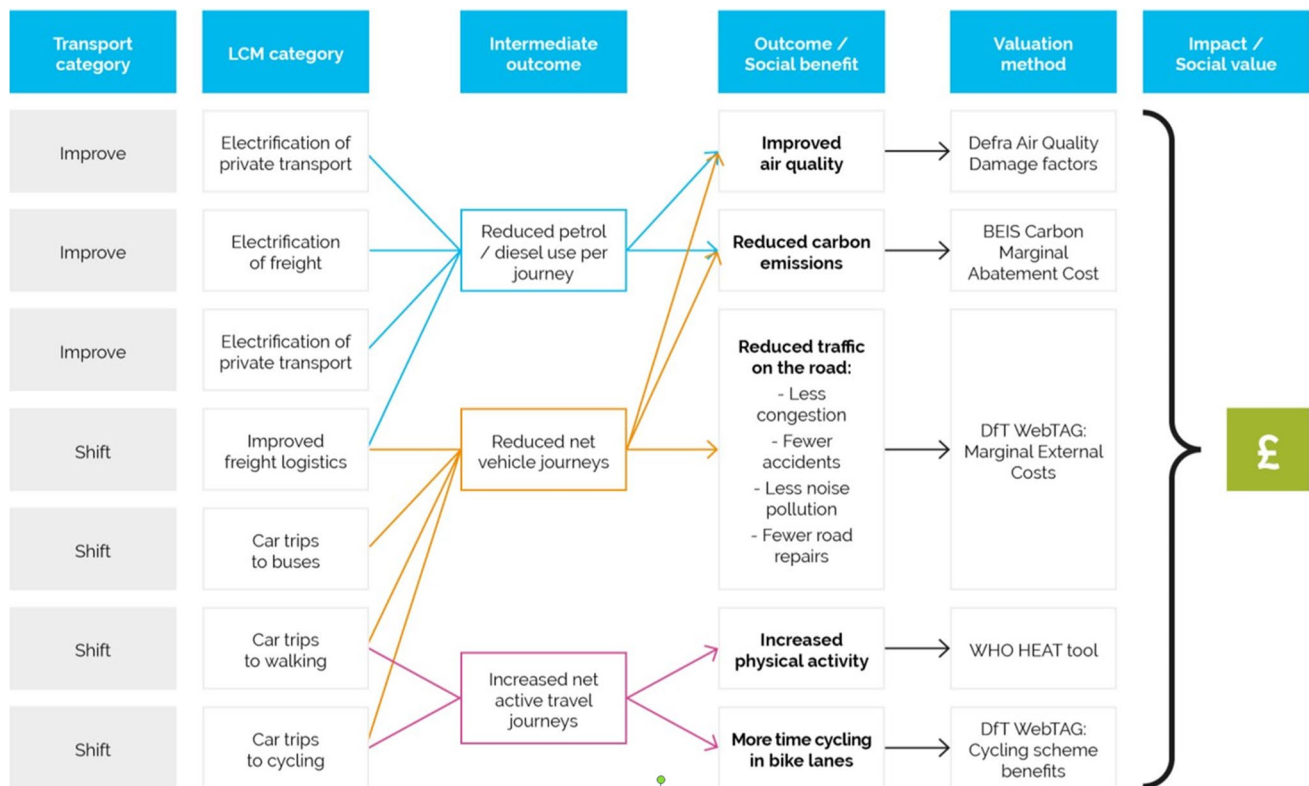 Transport
category
LCM category
Intermediate
outcome
Outcome /
Social benefit
Valuation
method
Impact /
Social value
Improve
Electrification of
private transport
Improved
air quality
Defra Air Quality
Damage factors
Improve
Electrification
of freight
Reduced petrol
/ diesel use per
journey
Reduced carbon
emissions
BEIS Carbon
Marginal
Abatement Cost
Improve
Electrification of
private transport
Reduced traffic
on the road:
- Less
congestion
- Fewer
accidents
- Less noise
pollution
- Fewer road
repairs
DfT WebTAG:
Marginal External
Costs
£
Shift
Improved
freight logistics
Reduced net
vehicle journeys
Shift
Car trips
to buses
Shift
Car trips
to walking
Increased net
active travel
journeys
Increased
physical activity
WHO HEAT tool
Shift
Car trips
to cycling
More time cycling
in bike lanes
DfT WebTAG:
Cycling scheme
benefits